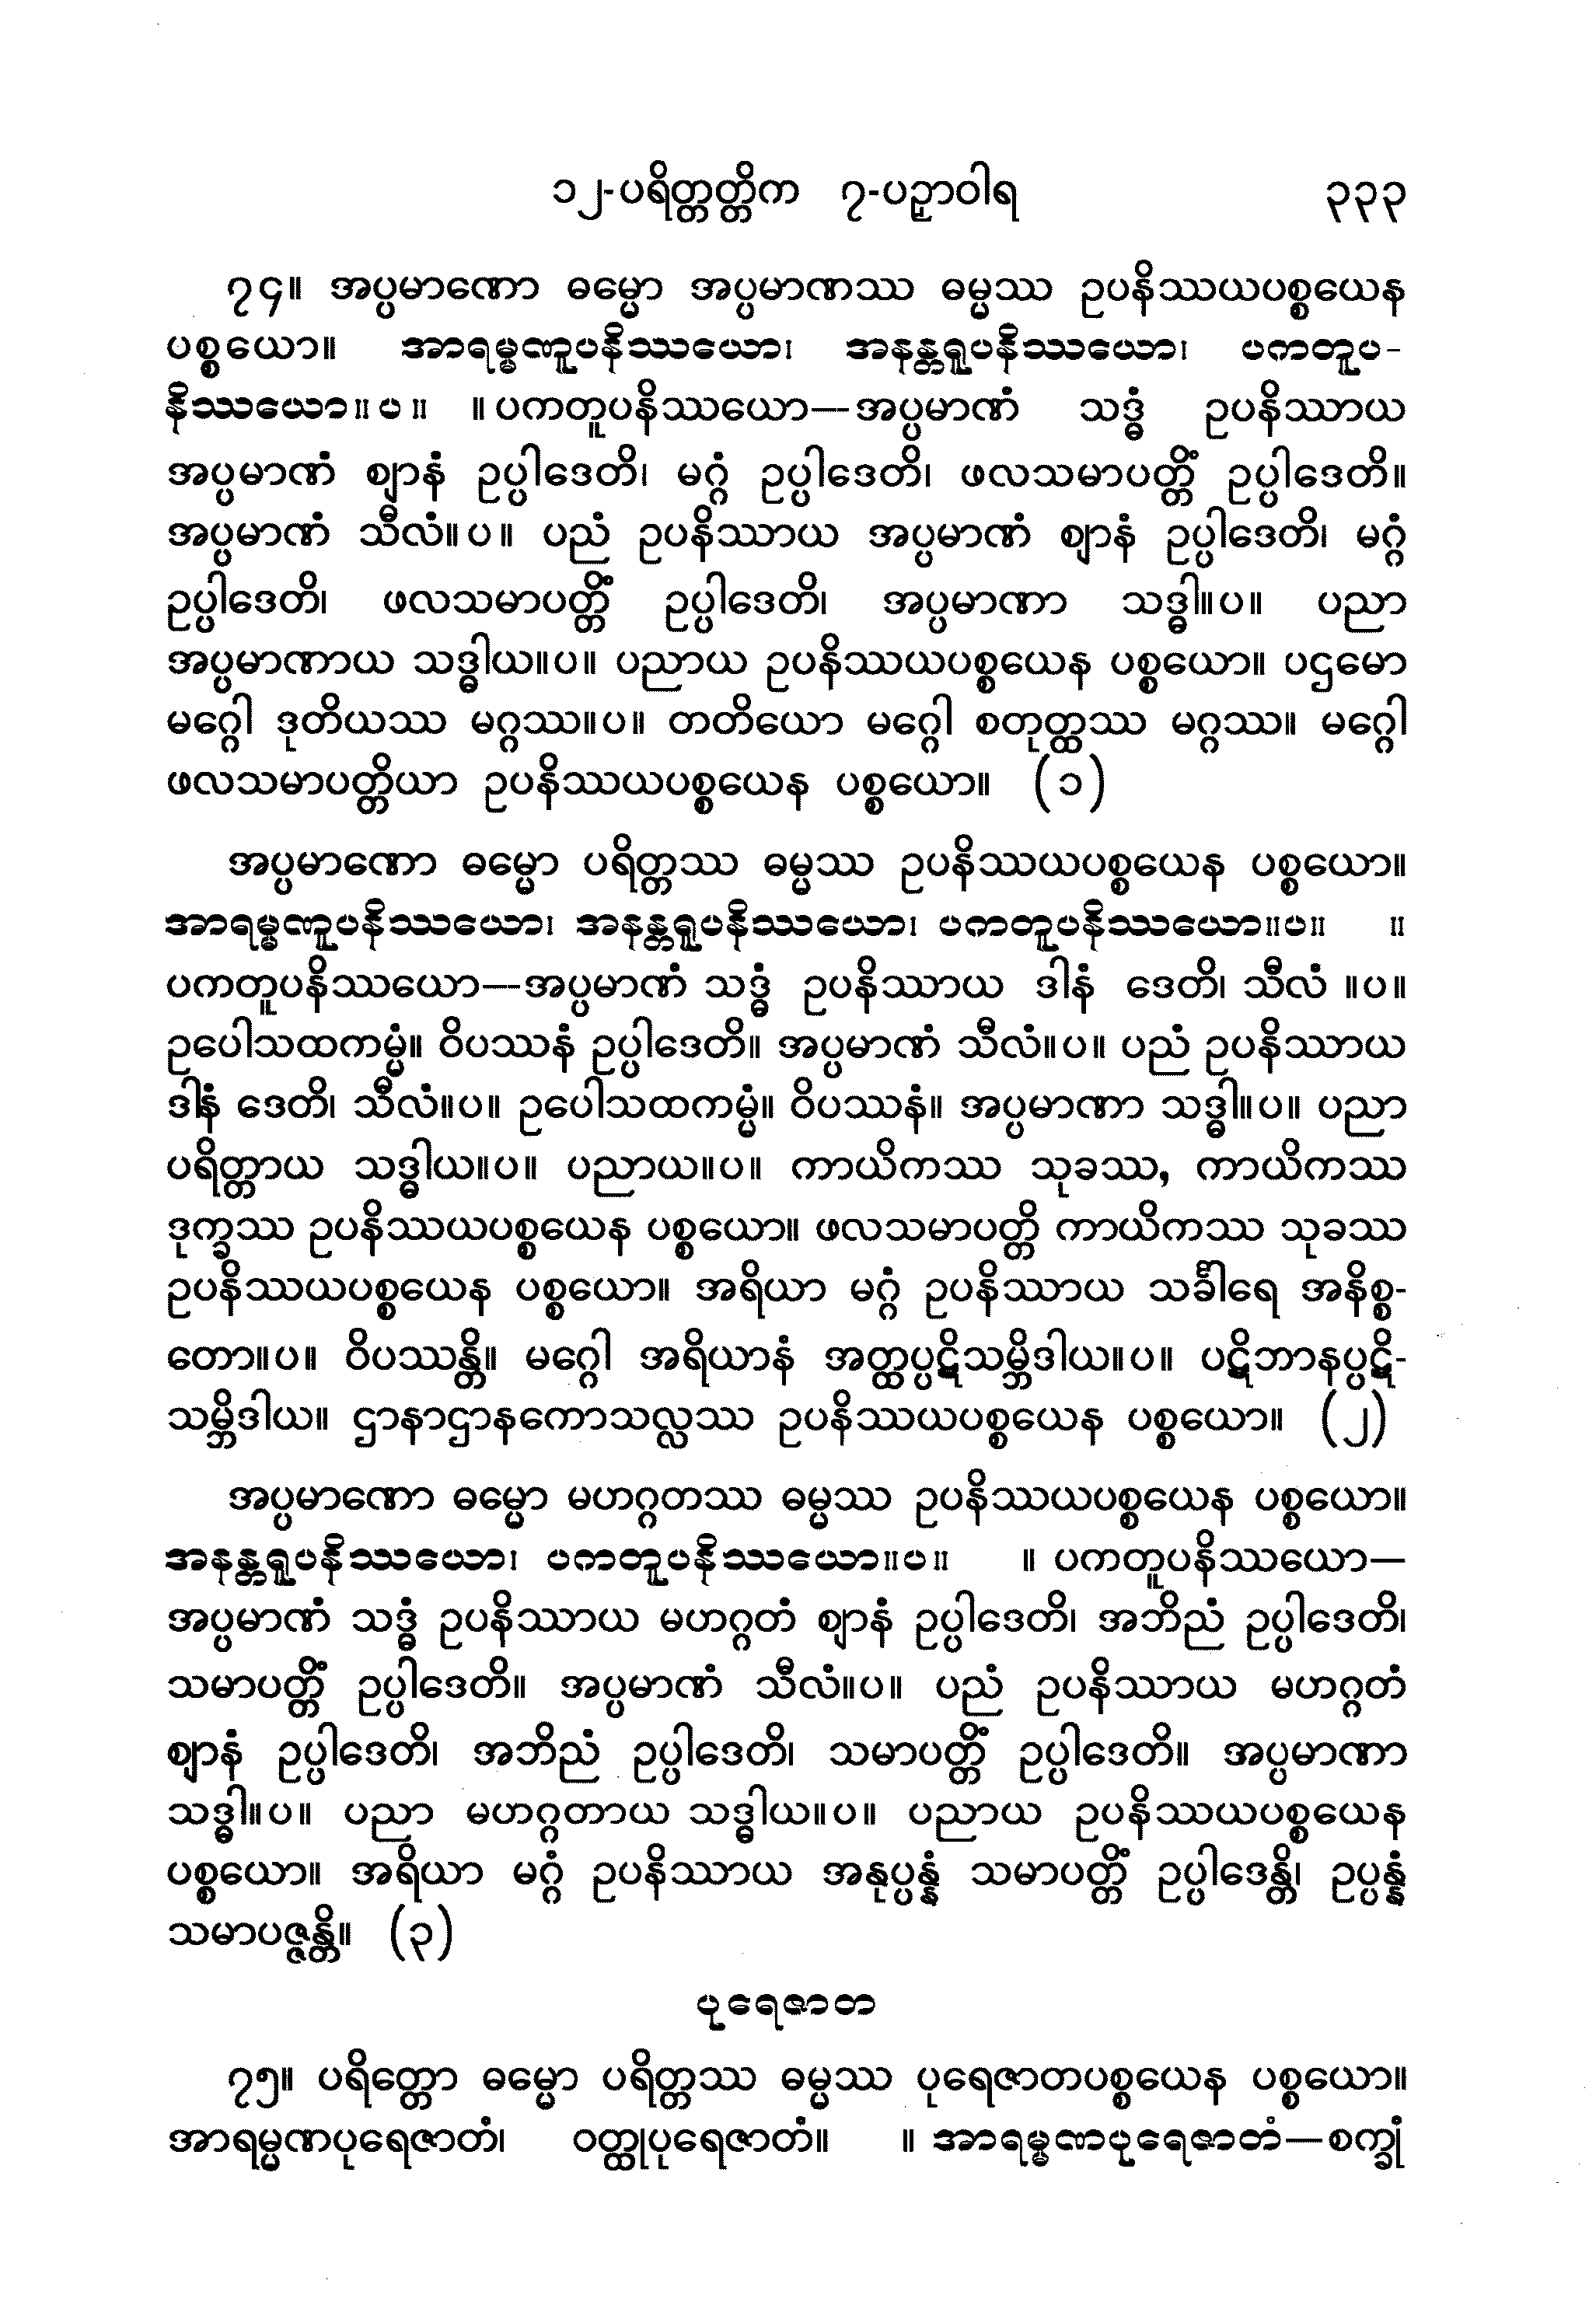 ၁၂-ပရိတ္တတ္တိက ၇-ပဉှာဝါရ ၃၃၃
၇၄။ အပ္ပမာဏော ဓမ္မော အပ္ပမာဏဿ ဓမ္မဿ ဥပနိဿယပစ္စယေန
ပစ္စယော။ အာရမ္မဏူပနိဿယော၊ အနန္တရူပနိဿယော၊ ပကတူပ-
နိဿယော။ပ။ ။ ပကတူပနိဿယော—အပ္ပမာဏံ သဒ္ဓံ ဥပနိဿာယ
အပ္ပမာဏံ ဈာနံ ဥပ္ပါဒေတိ၊ မဂ္ဂံ ဥပ္ပါဒေတိ၊ ဖလသမာပတ္တိံ ဥပ္ပါဒေတိ။
အပ္ပမာဏံ သီလံ။ပ။ ပညံ ဥပနိဿာယ အပ္ပမာဏံ ဈာနံ ဥပ္ပါဒေတိ၊ မဂ္ဂံ
ဥပ္ပါဒေတိ၊ ဖလသမာပတ္တိံ ဥပ္ပါဒေတိ၊ အပ္ပမာဏာ သဒ္ဓါ။ပ။ ပညာ
အပ္ပမာဏာယ သဒ္ဓါယ။ပ။ ပညာယ ဥပနိဿယပစ္စယေန ပစ္စယော။ ပဌမော
မဂ္ဂေါ ဒုတိယဿ မဂ္ဂဿ။ပ။ တတိယော မဂ္ဂေါ စတုတ္ထဿ မဂ္ဂဿ။ မဂ္ဂေါ
ဖလသမာပတ္တိယာ ဥပနိဿယပစ္စယေန ပစ္စယော။ (၁)
အပ္ပမာဏော ဓမ္မော ပရိတ္တဿ ဓမ္မဿ ဥပနိဿယပစ္စယေန ပစ္စယော။
အာရမ္မဏူပနိဿယော၊ အနန္တရူပနိဿယော၊ ပကတူပနိဿယော။ပ။ ။
ပကတူပနိဿယော—အပ္ပမာဏံ သဒ္ဓံ ဥပနိဿာယ ဒါနံ ဒေတိ၊ သီလံ ။ပ။
ဥပေါသထကမ္မံ။ ဝိပဿနံ ဥပ္ပါဒေတိ။ အပ္ပမာဏံ သီလံ။ပ။ ပညံ ဥပနိဿာယ
ဒါနံ ဒေတိ၊ သီလံ။ပ။ ဥပေါသထကမ္မံ။ ဝိပဿနံ။ အပ္ပမာဏာ သဒ္ဓါ။ပ။ ပညာ
ပရိတ္တာယ သဒ္ဓါယ။ပ။ ပညာယ။ပ။ ကာယိကဿ သုခဿ, ကာယိကဿ
ဒုက္ခဿ ဥပနိဿယပစ္စယေန ပစ္စယော။ ဖလသမာပတ္တိ ကာယိကဿ သုခဿ
ဥပနိဿယပစ္စယေန ပစ္စယော။ အရိယာ မဂ္ဂံ ဥပနိဿာယ သင်္ခါရေ အနိစ္စ-
တော။ပ။ ဝိပဿန္တိ။ မဂ္ဂေါ အရိယာနံ အတ္ထပ္ပဋိသမ္ဘိဒါယ။ပ။ ပဋိဘာနပ္ပဋိ-
သမ္ဘိဒါယ။ ဌာနာဌာနကောသလ္လဿ ဥပနိဿယပစ္စယေန ပစ္စယော။ (၂)
အပ္ပမာဏော ဓမ္မော မဟဂ္ဂတဿ ဓမ္မဿ ဥပနိဿယပစ္စယေန ပစ္စယော။
အနန္တရူပနိဿယော၊ ပကတူပနိဿယော။ပ။ ။ ပကတူပနိဿယော—
အပ္ပမာဏံ သဒ္ဓံ ဥပနိဿာယ မဟဂ္ဂတံ ဈာနံ ဥပ္ပါဒေတိ၊ အဘိညံ ဥပ္ပါဒေတိ၊
သမာပတ္တိံ ဥပ္ပါဒေတိ။ အပ္ပမာဏံ သီလံ။ပ။ ပညံ ဥပနိဿာယ မဟဂ္ဂတံ
ဈာနံ ဥပ္ပါဒေတိ၊ အဘိညံ ဥပ္ပါဒေတိ၊ သမာပတ္တိံ ဥပ္ပါဒေတိ။ အပ္ပမာဏာ
သဒ္ဓါ။ပ။ ပညာ မဟဂ္ဂတာယ သဒ္ဓါယ။ပ။ ပညာယ ဥပနိဿယပစ္စယေန
ပစ္စယော။ အရိယာ မဂ္ဂံ ဥပနိဿာယ အနုပ္ပန္နံ သမာပတ္တိံ ဥပ္ပါဒေန္တိ၊ ဥပ္ပန္နံ
သမာပဇ္ဇန္တိ။ (၃)
ပုရေဇာတ
၇၅။ ပရိတ္တော ဓမ္မော ပရိတ္တဿ ဓမ္မဿ ပုရေဇာတပစ္စယေန ပစ္စယော။
အာရမ္မဏပုရေဇာတံ၊ ဝတ္ထုပုရေဇာတံ။ ။ အာရမ္မဏပုရေဇာတံ—စက္ခုံ